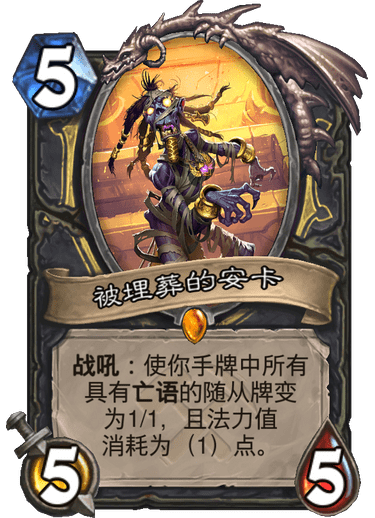 5
被埋葬的安卡
战吼：使你手牌中所有
具有亡语的随从牌变
为1/1，且法力值
消耗为（1）点。
5
5